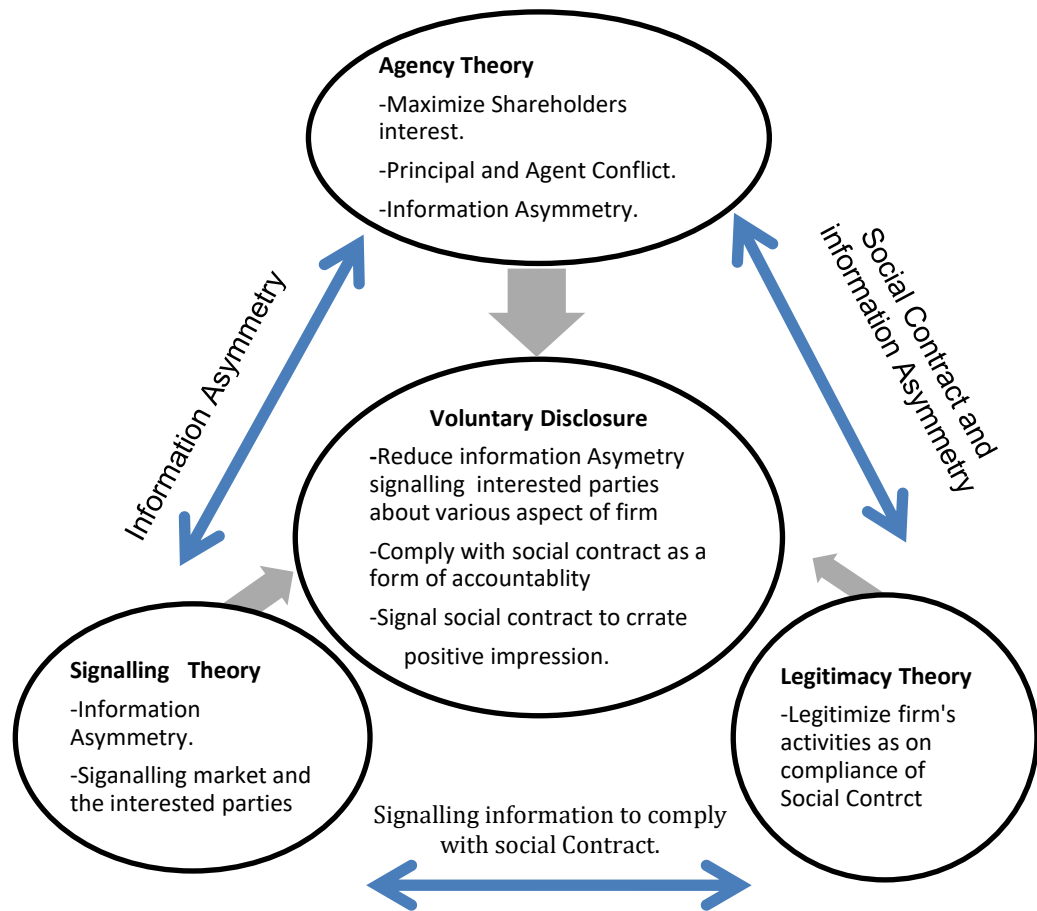 Agency Theory
-Maximize Shareholders
interest.
-Principal and Agent Conflict.
-Information Asymmetry.
Information Asymmetry
Social Contract and
information Asymmetry
Voluntary Disclosure
-Reduce information Asymetry
signalling interested parties
about various aspect of firm
-Comply with social contract as a
form of accountablity
-Signal social contract to crrate
positive impression.
Signalling Theory
-Information
Asymmetry.
-Siganalling market and
the interested parties
Legitimacy Theory
-Legitimize firm's
activities as on
compliance of
Social Contrct
Signalling information to comply
with social Contract.